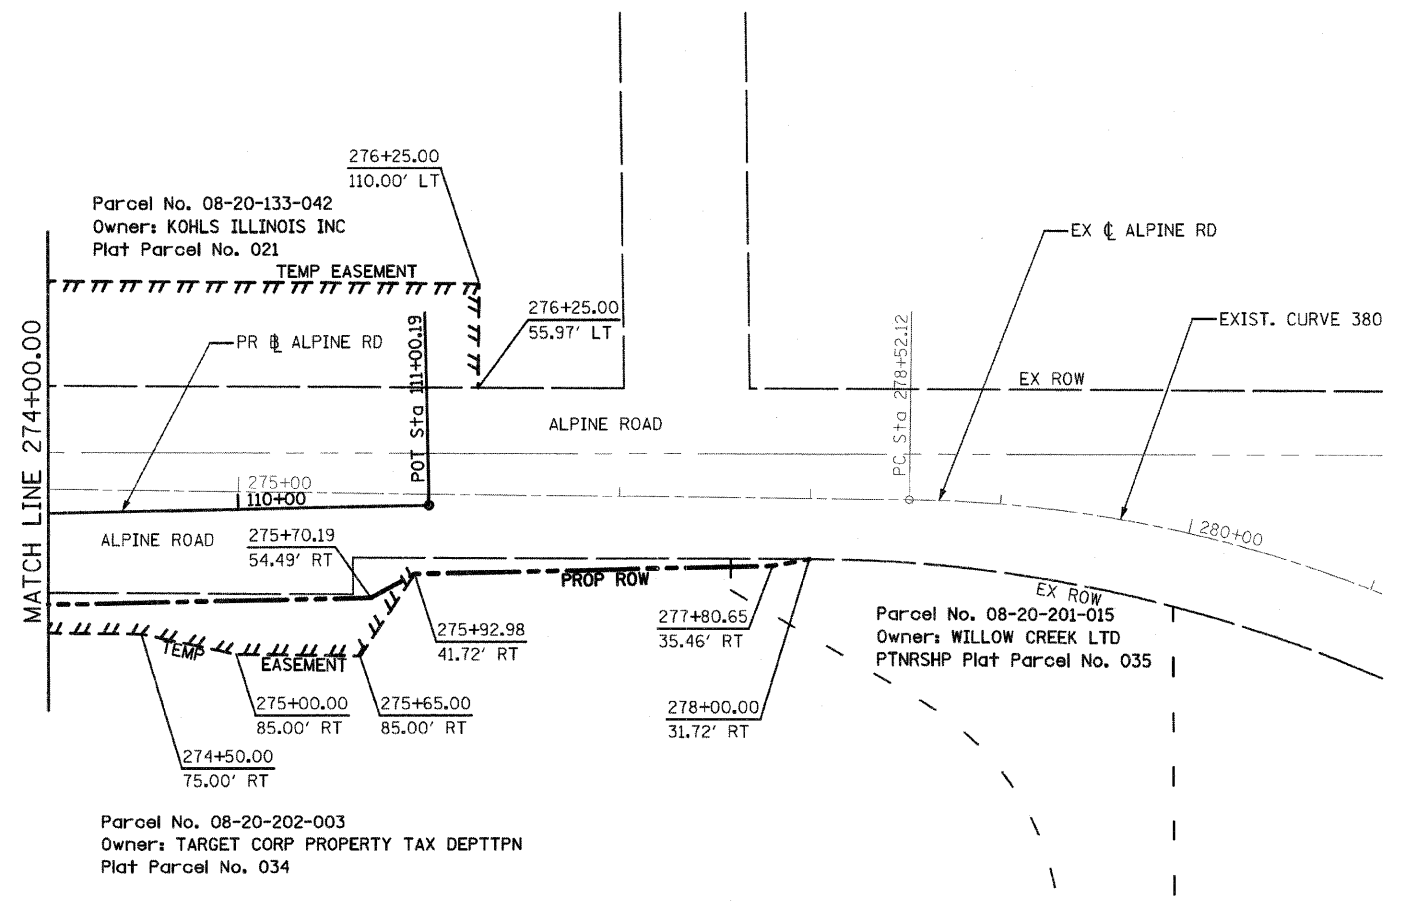 276+25.00
110.00' LT
Parcel No. 08-20-133-042
Owner: KOHLS ILLINOIS INC
Plat Parcel No. 021
TEMP EASEMENT
EX ℄ ALPINE RD
276+25.00
55.97' LT
EXIST. CURVE 380
PR ⅊ ALPINE RD
POT Sta 111+00.19
PC Sta 278+52.12
MATCH LINE 274+00.00
EX ROW
ALPINE ROAD
275+00
110+00
280+00
ALPINE ROAD
275+70.19
54.49' RT
PROP ROW
EX ROW
277+80.65
35.46' RT
Parcel No. 08-20-201-015
Owner: WILLOW CREEK LTD
PTNRSHP Plat Parcel No. 035
275+92.98
41.72' RT
TEMP
EASEMENT
275+00.00
85.00' RT
275+65.00
85.00' RT
278+00.00
31.72' RT
274+50.00
75.00' RT
Parcel No. 08-20-202-003
Owner: TARGET CORP PROPERTY TAX DEPTTPN
Plat Parcel No. 034